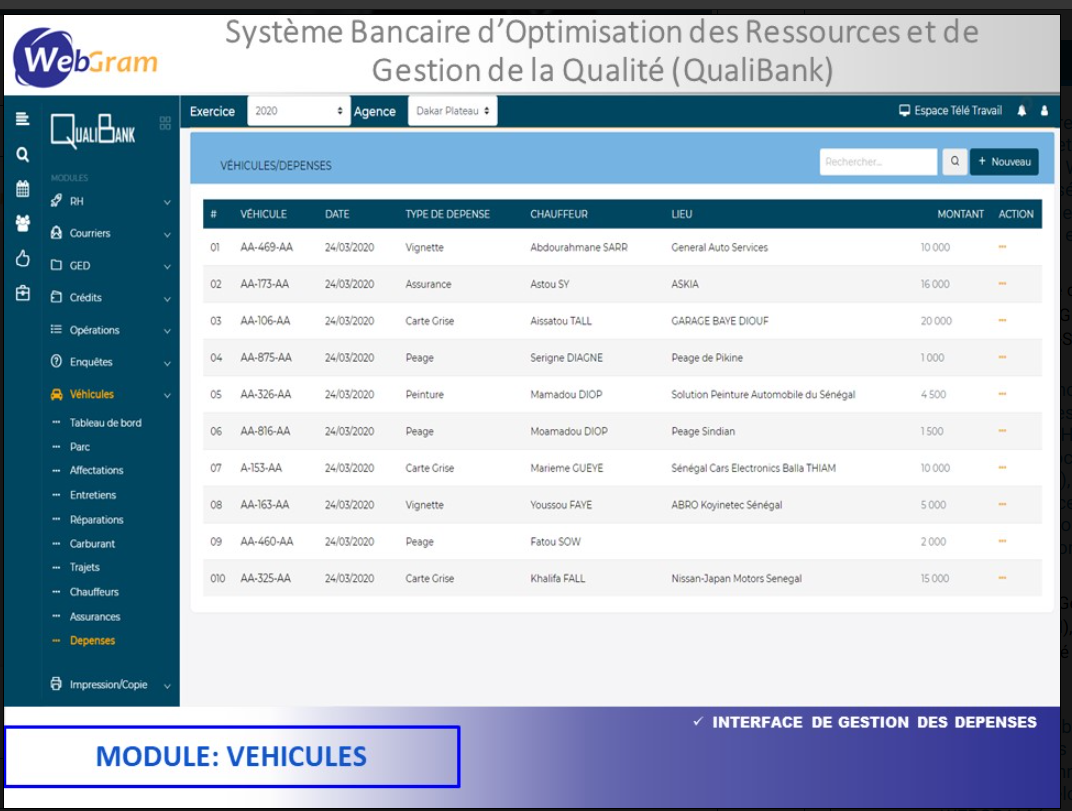 WebGram
Système Bancaire d’Optimisation des Ressources et de
Gestion de la Qualité (QualiBank)
QUALIBANK
Exercice 2020 Agence Dakar Plateau Espace Télé Travail
MODULES
RH
Courriers
GED
Crédits
Opérations
Enquêtes
Véhicules
Tableau de bord
Parc
Affectations
Entretiens
Réparations
Carburant
Trajets
Chauffeurs
Assurances
Depenses
Impression/Copie
VÉHICULES/DEPENSES Rechercher... + Nouveau
# VÉHICULE DATE TYPE DE DEPENSE CHAUFFEUR LIEU MONTANT ACTION
01 AA-469-AA 24/03/2020 Vignette Abdourahmane SARR General Auto Services 10 000
02 AA-173-AA 24/03/2020 Assurance Astou SY ASKIA 16 000
03 AA-106-AA 24/03/2020 Carte Grise Aissatou TALL GARAGE BAYE DIOUF 20 000
04 AA-875-AA 24/03/2020 Peage Serigne DIAGNE Peage de Pikine 1 000
05 AA-326-AA 24/03/2020 Peinture Mamadou DIOP Solution Peinture Automobile du Sénégal 4 500
06 AA-816-AA 24/03/2020 Peage Moamadou DIOP Peage Sindian 1 500
07 A-153-AA 24/03/2020 Carte Grise Marieme GUEYE Sénégal Cars Electronics Balla THIAM 10 000
08 AA-163-AA 24/03/2020 Vignette Youssou FAYE ABRO Koyinetec Sénégal 5 000
09 AA-460-AA 24/03/2020 Peage Fatou SOW 2 000
010 AA-325-AA 24/03/2020 Carte Grise Khalifa FALL Nissan-Japan Motors Senegal 15 000
✓ INTERFACE DE GESTION DES DEPENSES
MODULE: VEHICULES